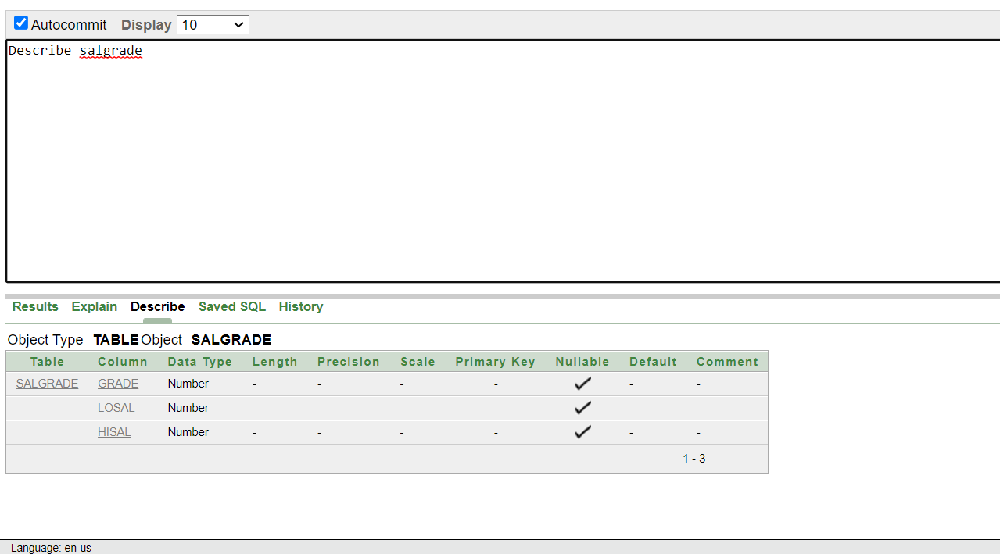 Autocommit Display 10
Describe salgrade
Results Explain Describe Saved SQL History
Object Type TABLE Object SALGRADE
Table Column Data Type Length Precision Scale Primary Key Nullable Default Comment
SALGRADE GRADE Number - - - - - -
LOSAL Number - - - - - -
HISAL Number - - - - - -
1 - 3
Language: en-us